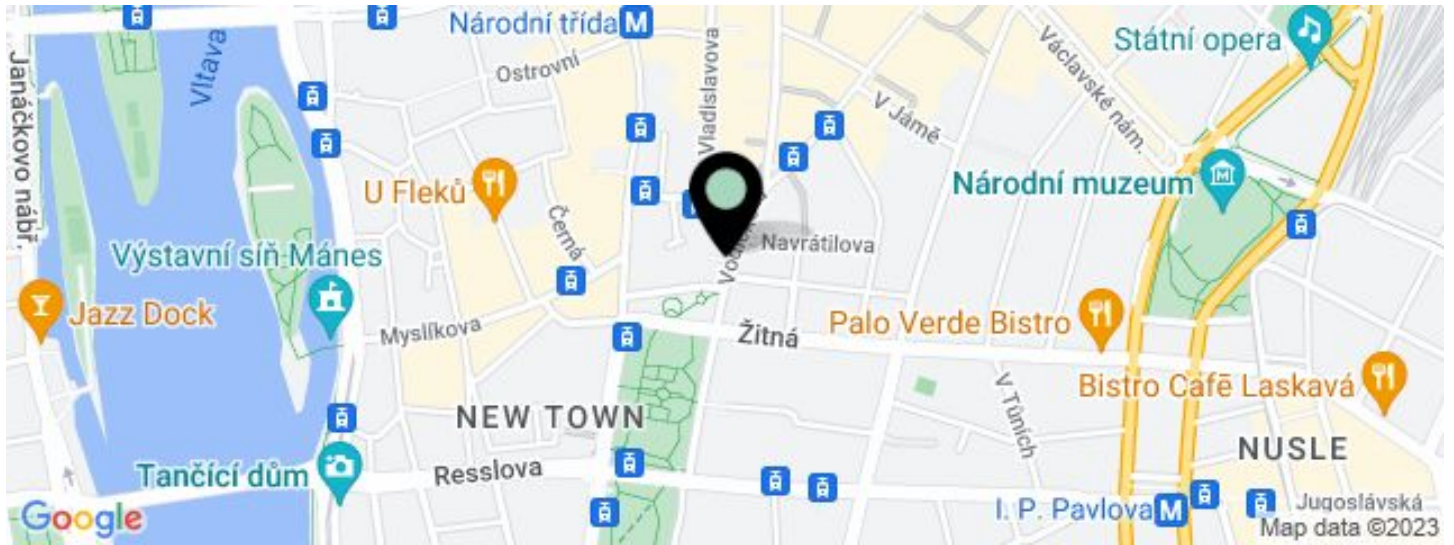 Národní třída M
Státní opera
Ostrovní
Vladislavova
Václavské nám.
Vltava
Janáčkovo nábř.
V Jámě
U Fleků
Národní muzeum
Černá
Navrátilova
Výstavní síň Mánes
Jazz Dock
Myslíkova
Žitná
Palo Verde Bistro
Bistro Cafē Laskavá
V Tůních
NEW TOWN
NUSLE
Resslova
Tančící dům
I. P. Pavlova M
Jugoslávská
Google
Map data ©2023